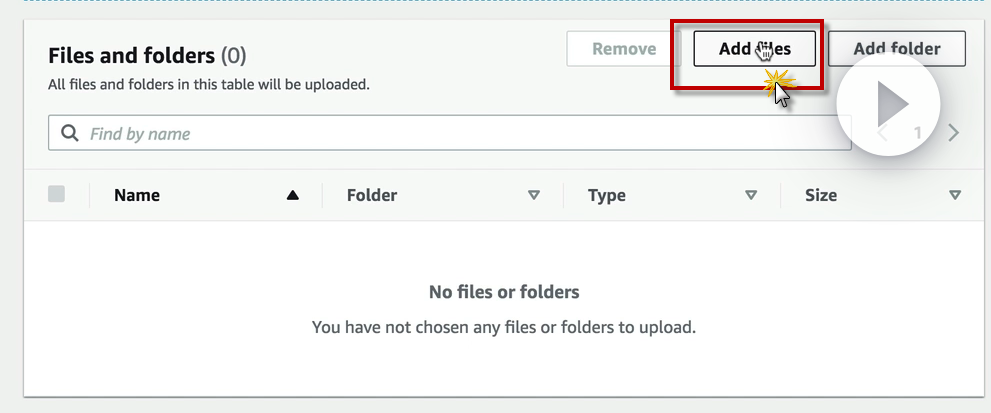 Files and folders (0)
Remove
Add files
Add folder
All files and folders in this table will be uploaded.
Find by name
1
Name
Folder
Type
Size
No files or folders
You have not chosen any files or folders to upload.